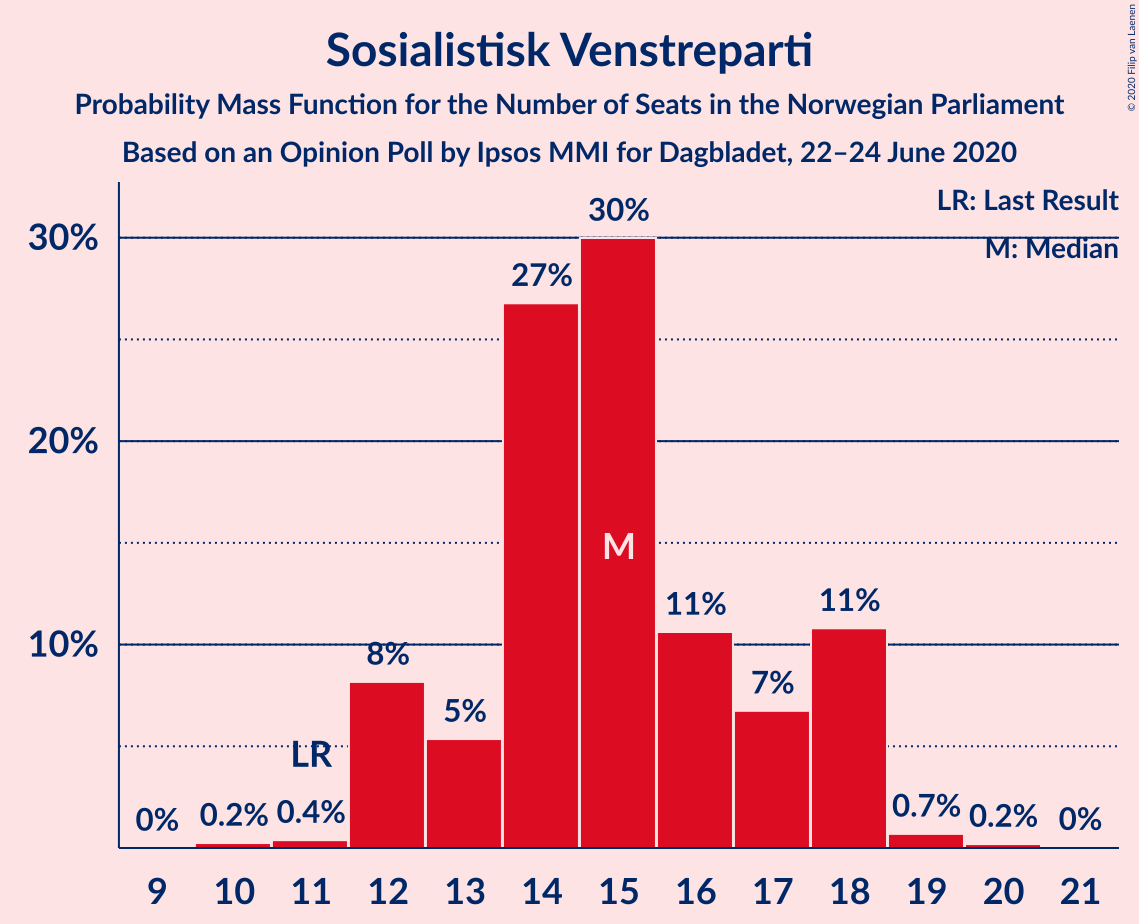 Sosialistisk Venstreparti
Probability Mass Function for the Number of Seats in the Norwegian Parliament
Based on an Opinion Poll by Ipsos MMI for Dagbladet, 22–24 June 2020
© 2020 Filip van Laenen
LR: Last Result
M: Median
30%
20%
10%
0%
0.2%
0.4%
LR
8%
5%
27%
30%
M
11%
7%
11%
0.7%
0.2%
0%
9 10 11 12 13 14 15 16 17 18 19 20 21